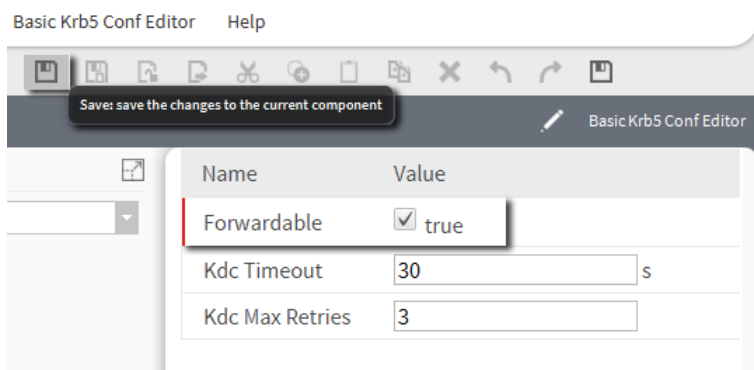 Basic Krb5 Conf Editor Help
Save: save the changes to the current component
Basic Krb5 Conf Editor
Name Value
Forwardable true
Kdc Timeout 30 s
Kdc Max Retries 3